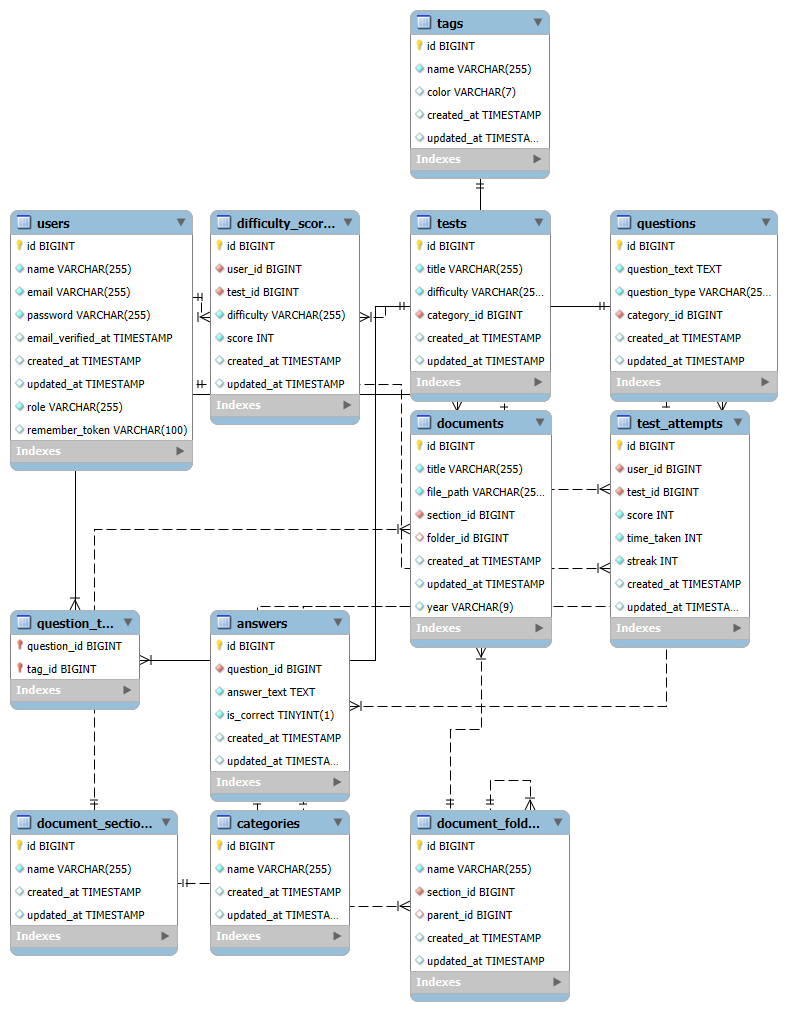 tags
id BIGINT
name VARCHAR(255)
color VARCHAR(7)
created_at TIMESTAMP
updated_at TIMESTA...
Indexes
users
id BIGINT
name VARCHAR(255)
email VARCHAR(255)
password VARCHAR(255)
email_verified_at TIMESTAMP
created_at TIMESTAMP
updated_at TIMESTAMP
role VARCHAR(255)
remember_token VARCHAR(100)
Indexes
difficulty_scor...
id BIGINT
user_id BIGINT
test_id BIGINT
difficulty VARCHAR(255)
score INT
created_at TIMESTAMP
updated_at TIMESTAMP
Indexes
tests
id BIGINT
title VARCHAR(255)
difficulty VARCHAR(25...
category_id BIGINT
created_at TIMESTAMP
updated_at TIMESTAMP
Indexes
questions
id BIGINT
question_text TEXT
question_type VARCHAR(25...
category_id BIGINT
created_at TIMESTAMP
updated_at TIMESTAMP
Indexes
documents
id BIGINT
title VARCHAR(255)
file_path VARCHAR(25...
section_id BIGINT
folder_id BIGINT
created_at TIMESTAMP
updated_at TIMESTAMP
year VARCHAR(9)
Indexes
test_attempts
id BIGINT
user_id BIGINT
test_id BIGINT
score INT
time_taken INT
streak INT
created_at TIMESTAMP
updated_at TIMESTA...
Indexes
question_t...
question_id BIGINT
tag_id BIGINT
Indexes
answers
id BIGINT
question_id BIGINT
answer_text TEXT
is_correct TINYINT(1)
created_at TIMESTAMP
updated_at TIMESTA...
Indexes
document_sectio...
id BIGINT
name VARCHAR(255)
created_at TIMESTAMP
updated_at TIMESTAMP
Indexes
categories
id BIGINT
name VARCHAR(255)
created_at TIMESTAMP
updated_at TIMESTA...
Indexes
document_fold...
id BIGINT
name VARCHAR(255)
section_id BIGINT
parent_id BIGINT
created_at TIMESTAMP
updated_at TIMESTAMP
Indexes